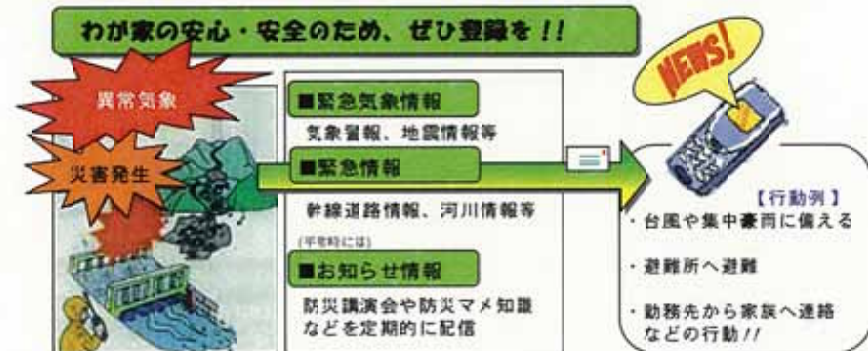 わが家の安心・安全のため、ぜひ登録を!!
異常気象
災害発生
■緊急気象情報
気象警報、地震情報等
■緊急情報
幹線道路情報、河川情報等
(平常時には)
■お知らせ情報
防災講演会や防災マメ知識
などを定期的に配信
NEWS!
【行動例】
・台風や集中豪雨に備える
・避難所へ避難
・勤務先から家族へ連絡
などの行動!!